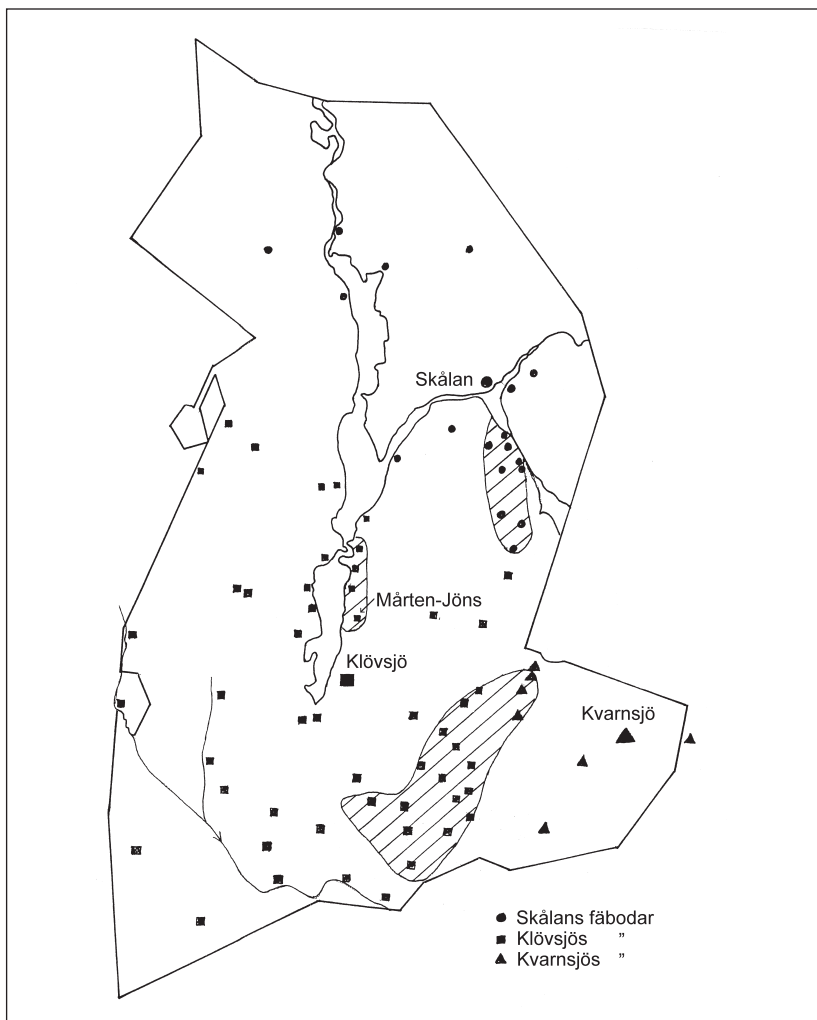 Skålan
Mårten-Jöns
Klövsjö
Kvarnsjö
Skålans fäbodar
Klövsjös ”
Kvarnsjös ”